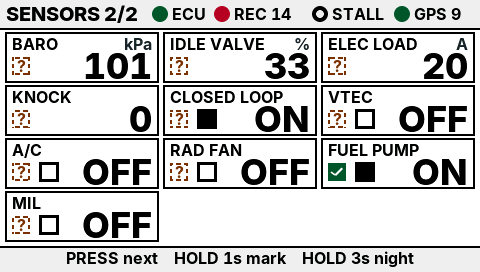 SENSORS 2/2 ECU REC 14 STALL GPS 9
BARO kPa IDLE VALVE % ELEC LOAD A
? 101 ? 33 ? 20
KNOCK CLOSED LOOP VTEC
? 0 ? ON ? OFF
A/C RAD FAN FUEL PUMP
? OFF ? OFF ON
MIL
? OFF
PRESS next HOLD 1s mark HOLD 3s night